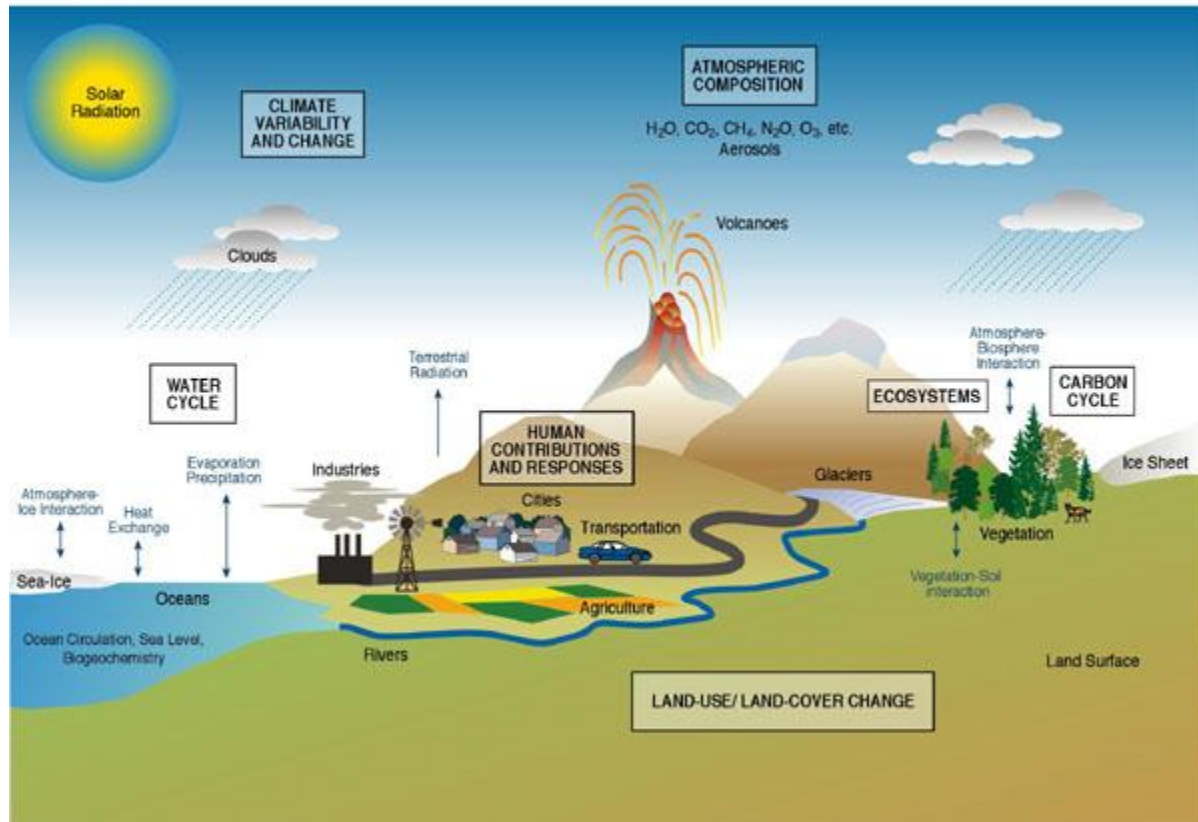 Solar
Radiation
CLIMATE
VARIABILITY
AND CHANGE
ATMOSPHERIC
COMPOSITION
H₂O, CO₂, CH₄, N₂O, O₃, etc.
Aerosols
Clouds
Volcanoes
WATER
CYCLE
Terrestrial
Radiation
Atmosphere-
Biosphere
Interaction
ECOSYSTEMS
CARBON
CYCLE
HUMAN
CONTRIBUTIONS
AND RESPONSES
Evaporation
Precipitation
Industries
Glaciers
Ice Sheet
Atmosphere-
Ice Interaction
Heat
Exchange
Cities
Transportation
Vegetation
Sea-Ice
Oceans
Vegetation-Soil
interaction
Agriculture
Ocean Circulation, Sea Level,
Biogeochemistry
Rivers
Land Surface
LAND-USE/ LAND-COVER CHANGE